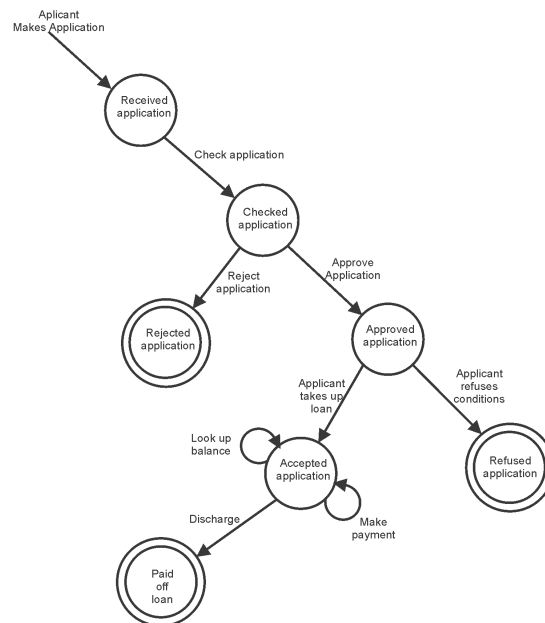 Aplicant
Makes Application
Received
application
Check application
Checked
application
Reject
application
Approve
Application
Rejected
application
Approved
application
Applicant
takes up
loan
Applicant
refuses
conditions
Look up
balance
Accepted
application
Refused
application
Discharge
Make
payment
Paid
off
loan